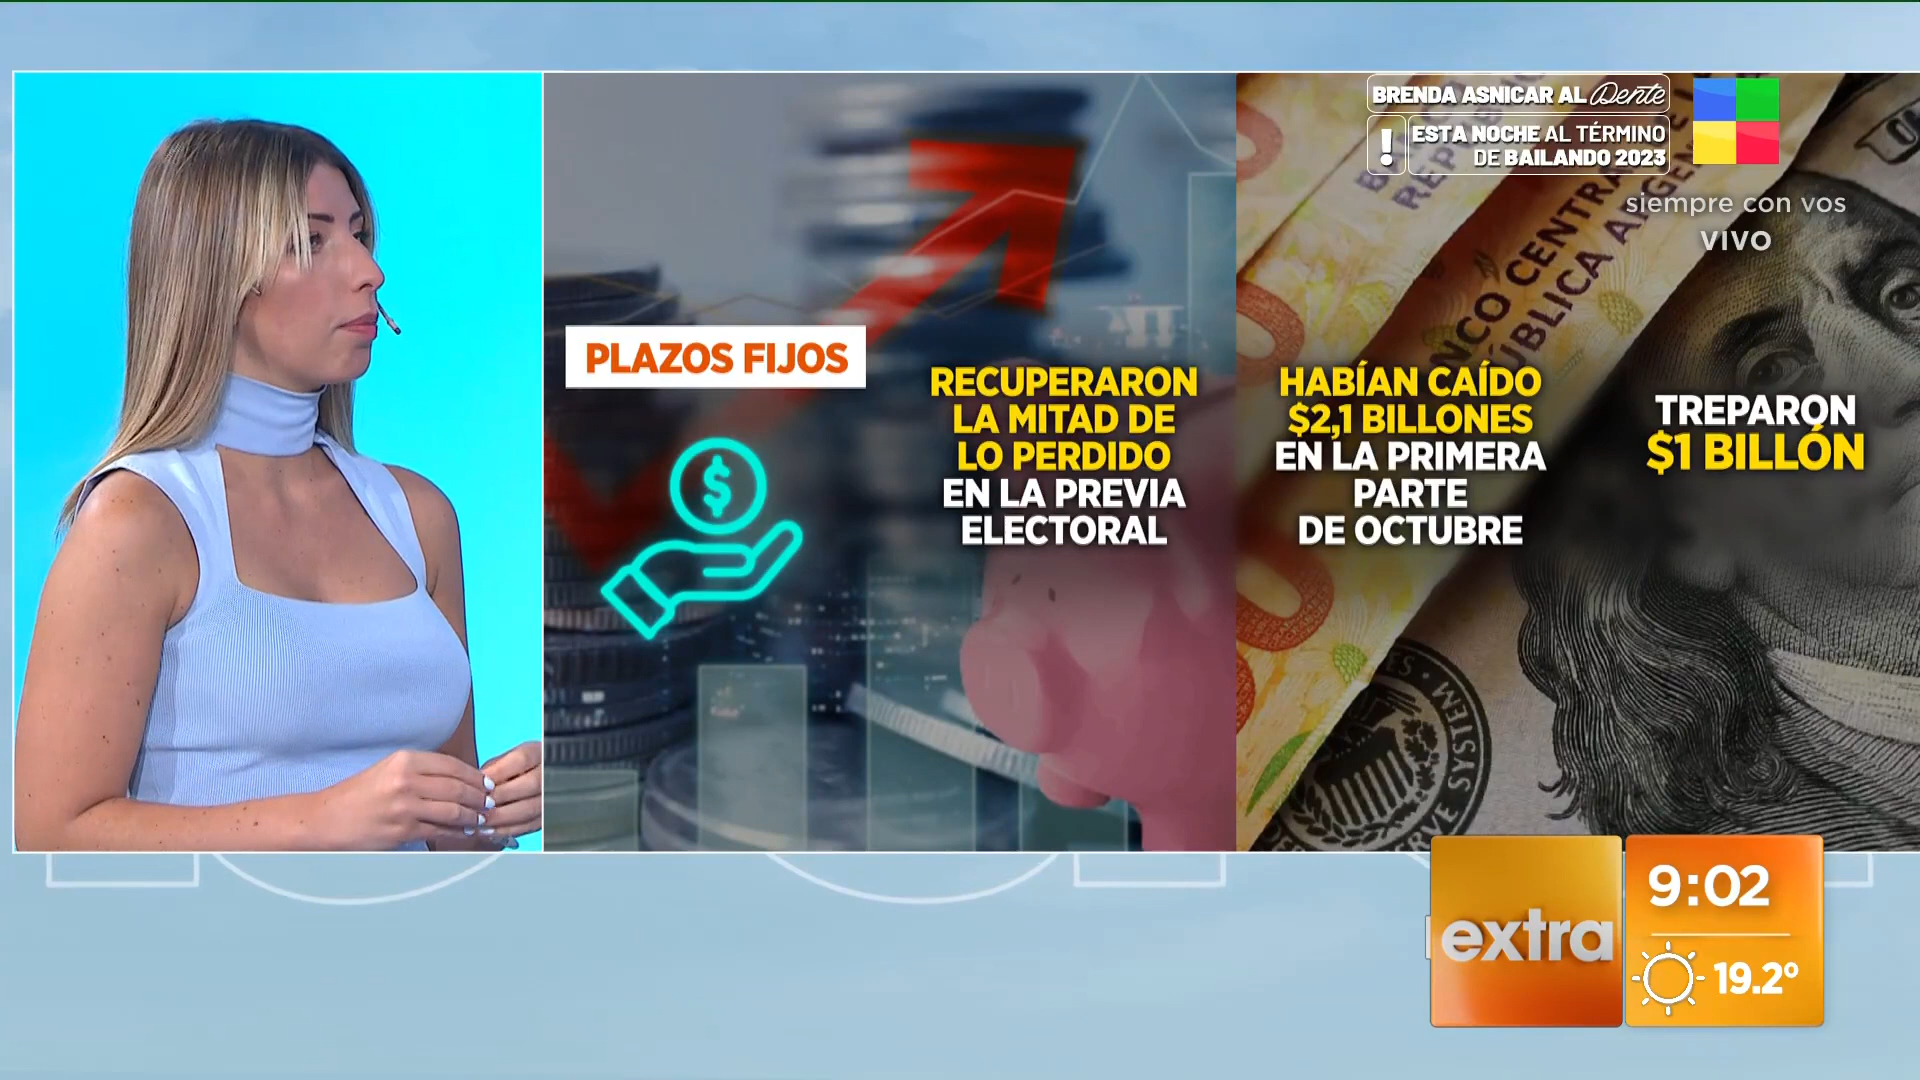 BRENDA ASNICAR AL Dente
! ESTA NOCHE AL TÉRMINO
DE BAILANDO 2023
siempre con vos
VIVO
PLAZOS FIJOS
$
RECUPERARON
LA MITAD DE
LO PERDIDO
EN LA PREVIA
ELECTORAL
HABÍAN CAÍDO
$2,1 BILLONES
EN LA PRIMERA
PARTE
DE OCTUBRE
TREPARON
$1 BILLÓN
extra
9:02
19.2º